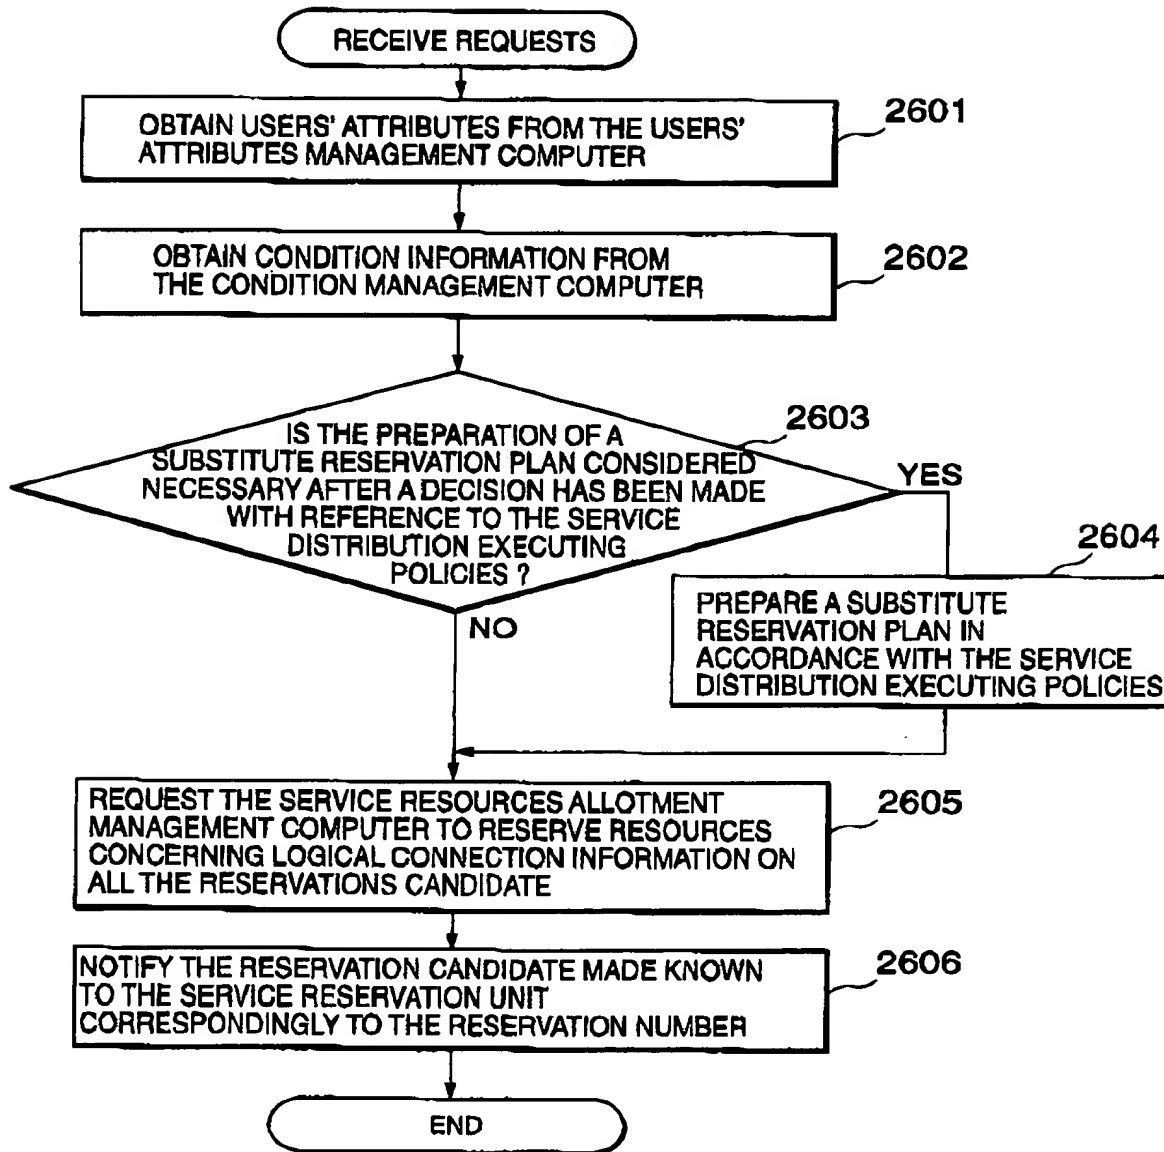 RECEIVE REQUESTS
OBTAIN USERS' ATTRIBUTES FROM THE USERS'
ATTRIBUTES MANAGEMENT COMPUTER
2601
OBTAIN CONDITION INFORMATION FROM
THE CONDITION MANAGEMENT COMPUTER
2602
IS THE PREPARATION OF A
SUBSTITUTE RESERVATION PLAN CONSIDERED
NECESSARY AFTER A DECISION HAS BEEN MADE
WITH REFERENCE TO THE SERVICE
DISTRIBUTION EXECUTING
POLICIES ?
2603
YES
NO
2604
PREPARE A SUBSTITUTE
RESERVATION PLAN IN
ACCORDANCE WITH THE SERVICE
DISTRIBUTION EXECUTING POLICIES
REQUEST THE SERVICE RESOURCES ALLOTMENT
MANAGEMENT COMPUTER TO RESERVE RESOURCES
CONCERNING LOGICAL CONNECTION INFORMATION ON
ALL THE RESERVATIONS CANDIDATE
2605
NOTIFY THE RESERVATION CANDIDATE MADE KNOWN
TO THE SERVICE RESERVATION UNIT
CORRESPONDINGLY TO THE RESERVATION NUMBER
2606
END